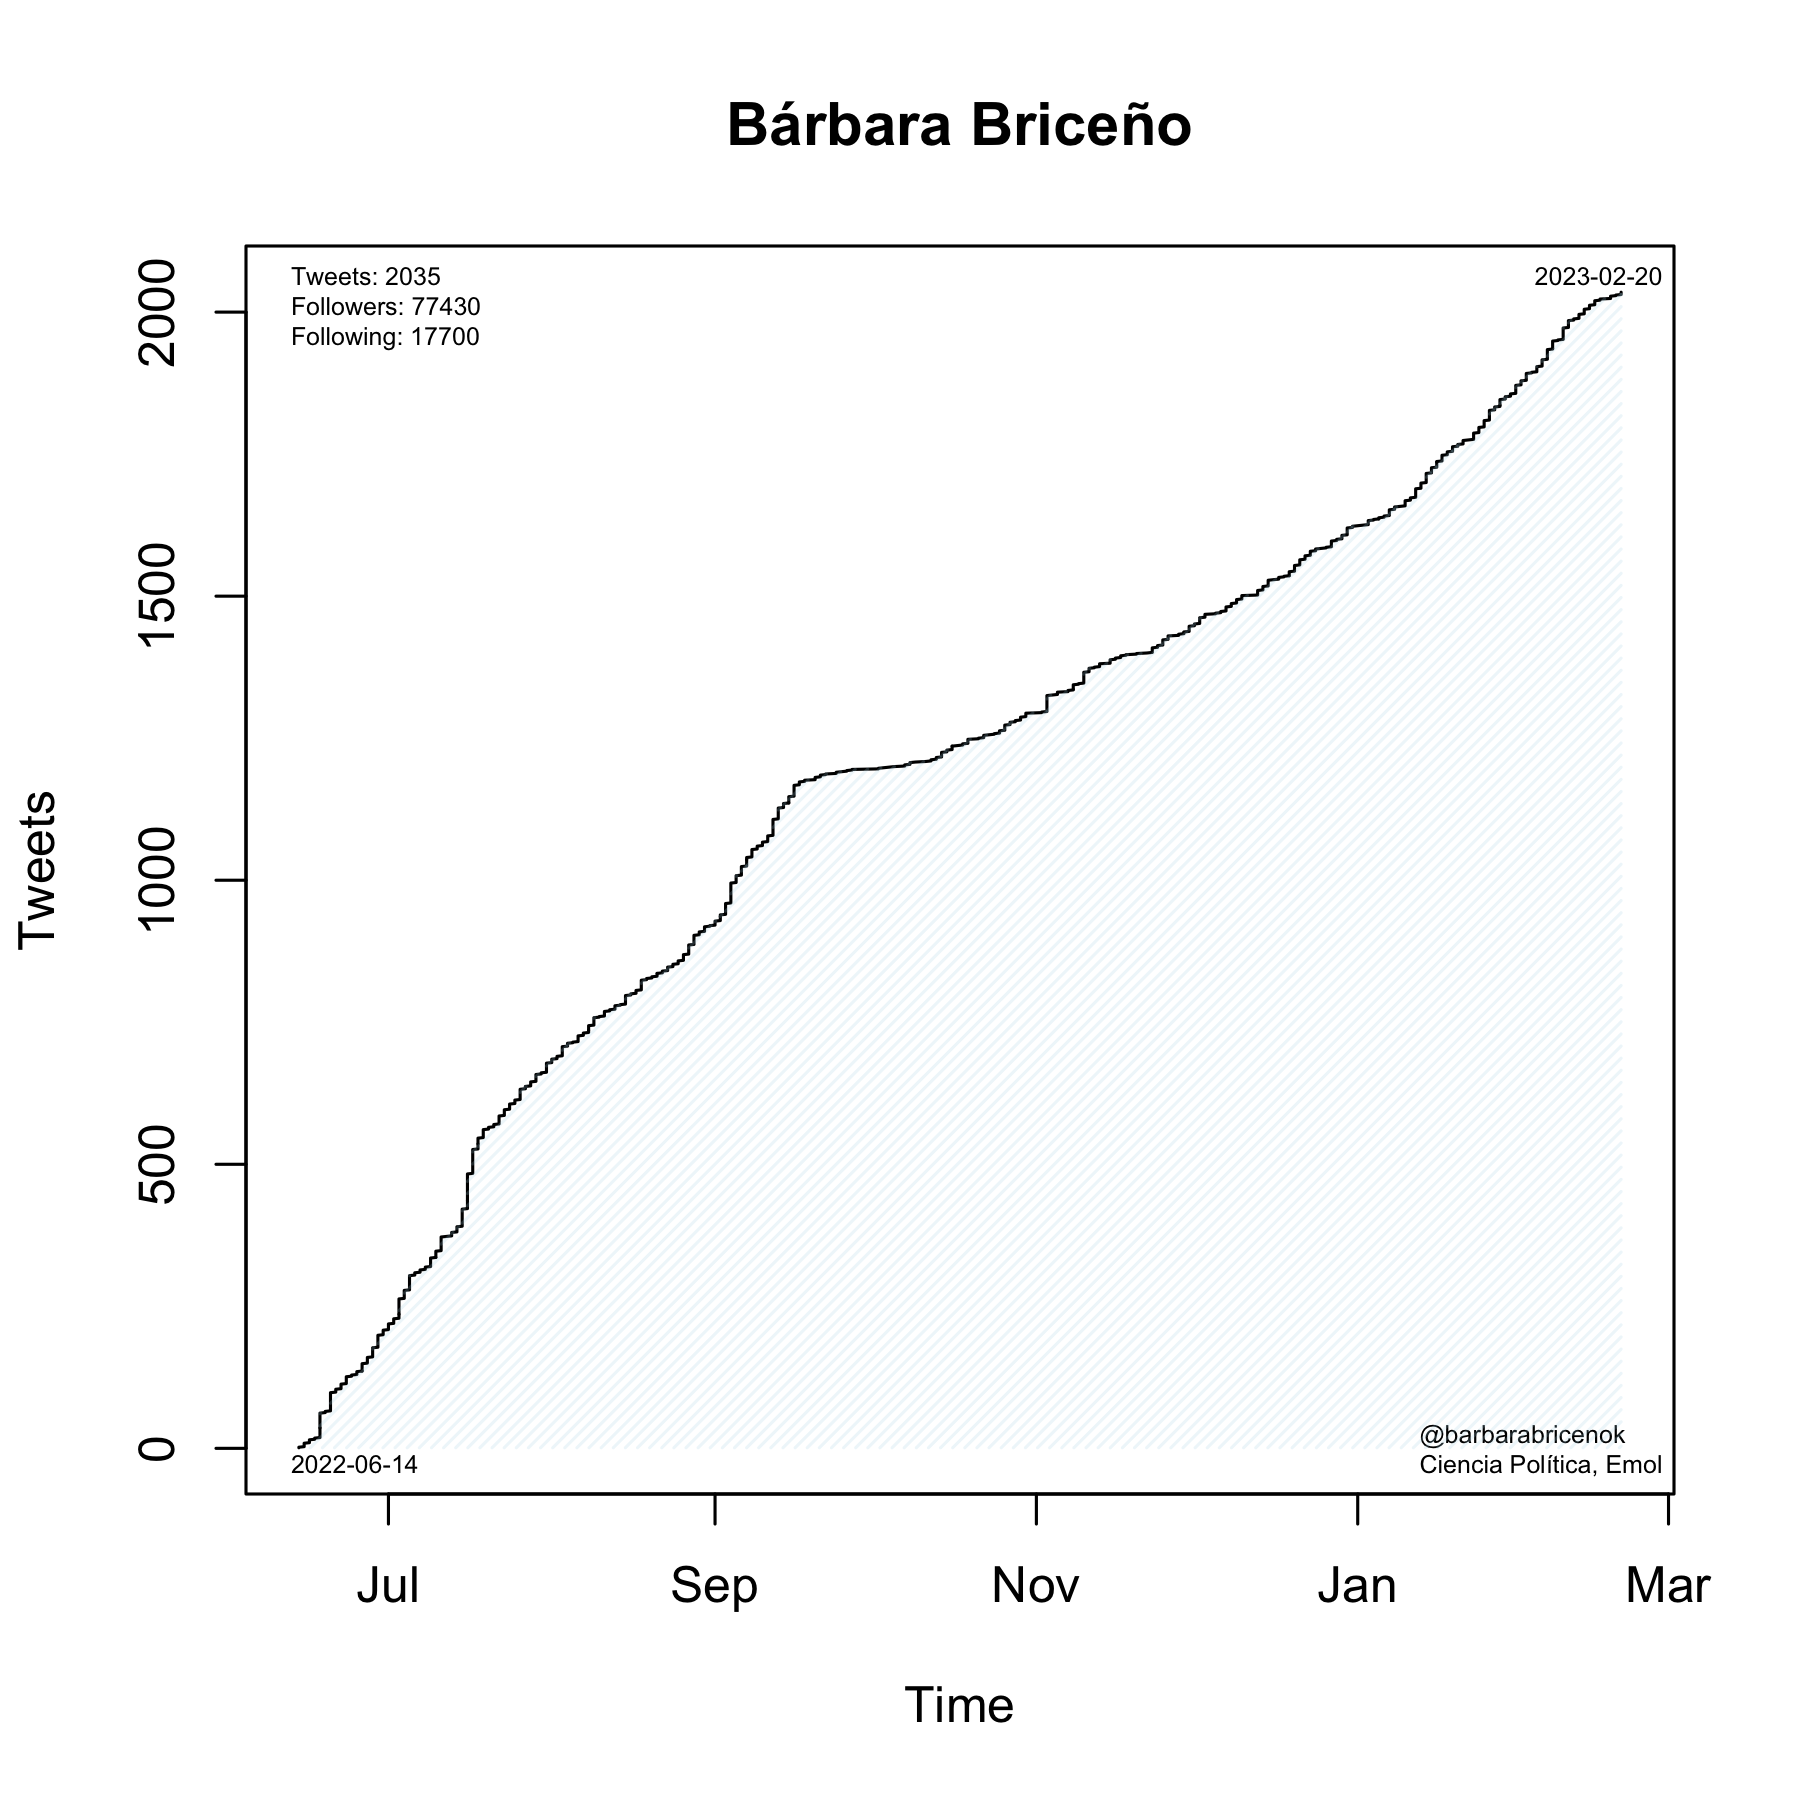 Bárbara Briceño
Tweets: 2035
Followers: 77430
Following: 17700
2023-02-20
2000
1500
1000
500
0
Tweets
2022-06-14
@barbarabricenok
Ciencia Política, Emol
Jul
Sep
Nov
Jan
Mar
Time